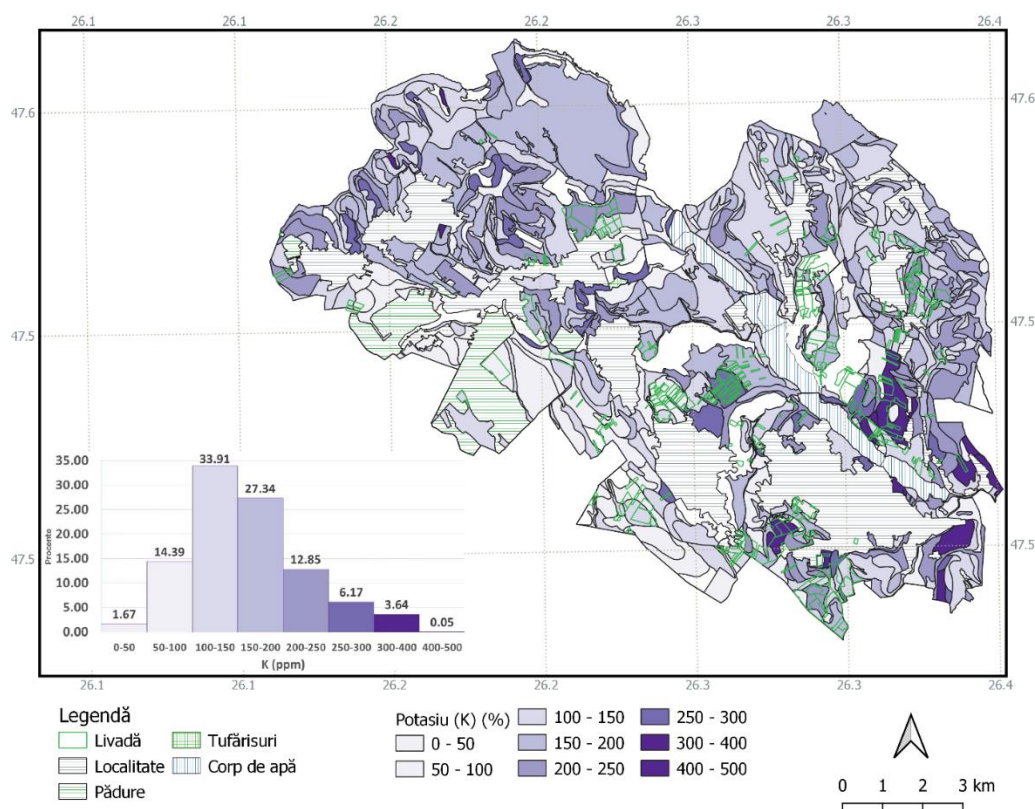 26.1 26.1 26.2 26.2 26.3 26.3 26.4
47.6 47.6
47.5 47.5
47.5 47.5
35.00
30.00
25.00
20.00
15.00
10.00
5.00
0.00
Procente
1.67 14.39 33.91 27.34 12.85 6.17 3.64 0.05
0-50 50-100 100-150 150-200 200-250 250-300 300-400 400-500
K (ppm)
26.1 26.1 26.2 26.2 26.3 26.3 26.4
Legendă
Livadă
Localitate
Pădure
Tufărisuri
Corp de apă
Potasiu (K) (%)
0 - 50
50 - 100
100 - 150
150 - 200
200 - 250
250 - 300
300 - 400
400 - 500
0 1 2 3 km